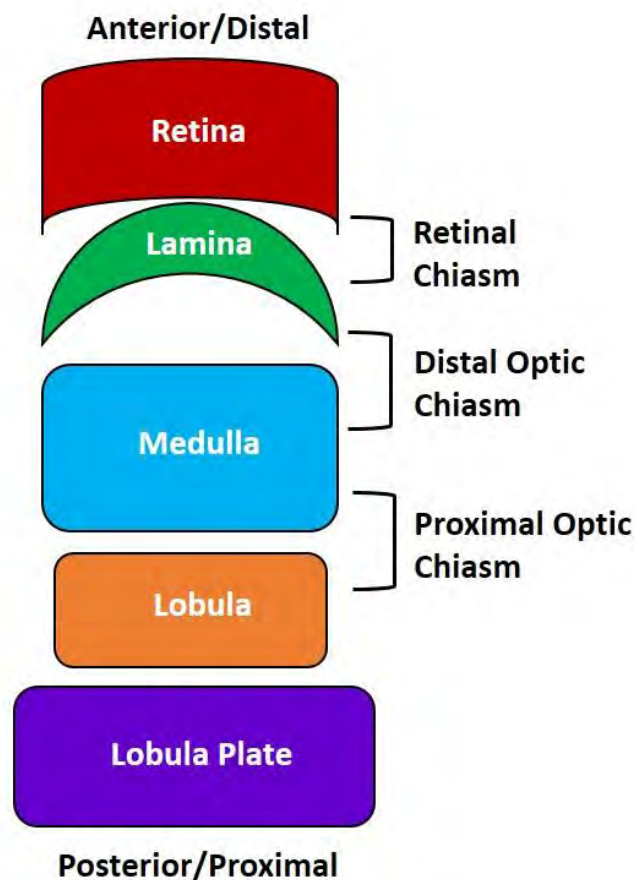 Anterior/Distal
Retina
Lamina
Retinal
Chiasm
Distal Optic
Chiasm
Medulla
Proximal Optic
Chiasm
Lobula
Lobula Plate
Posterior/Proximal